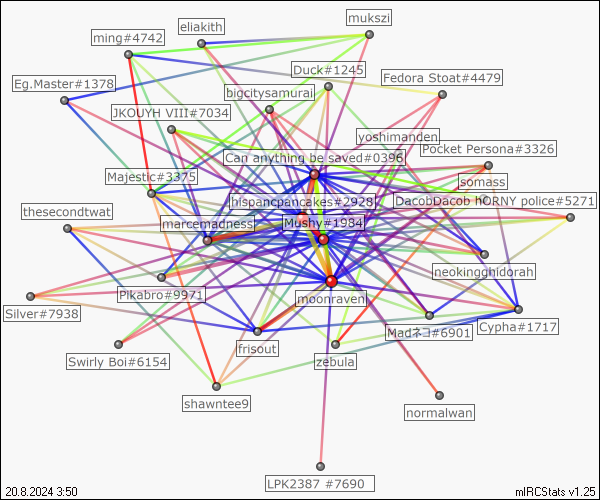 mukszi
eliakith
ming#4742
Duck#1245
Fedora Stoat#4479
Eg.Master#1378
bigcitysamurai
JKOUYH VIII#7034
yoshimanden
Pocket Persona#3326
Can anything be saved#0396
Majestic#3375
somass
hispancpancakes#2928
DacobDacob hORNY police#5271
thesecondtwat
marcemadness
Mushy#1984
neokingghidorah
Pikabro#9971
moonraven
Silver#7938
Cypha#1717
Madネコ#6901
frisout
Swirly Boi#6154
zebula
shawntee9
normalwan
LPK2387 #7690
20.8.2024 3:50
mIRCStats v1.25